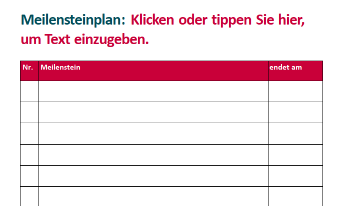 Meilensteinplan: Klicken oder tippen Sie hier,
um Text einzugeben.
Nr. Meilenstein endet am